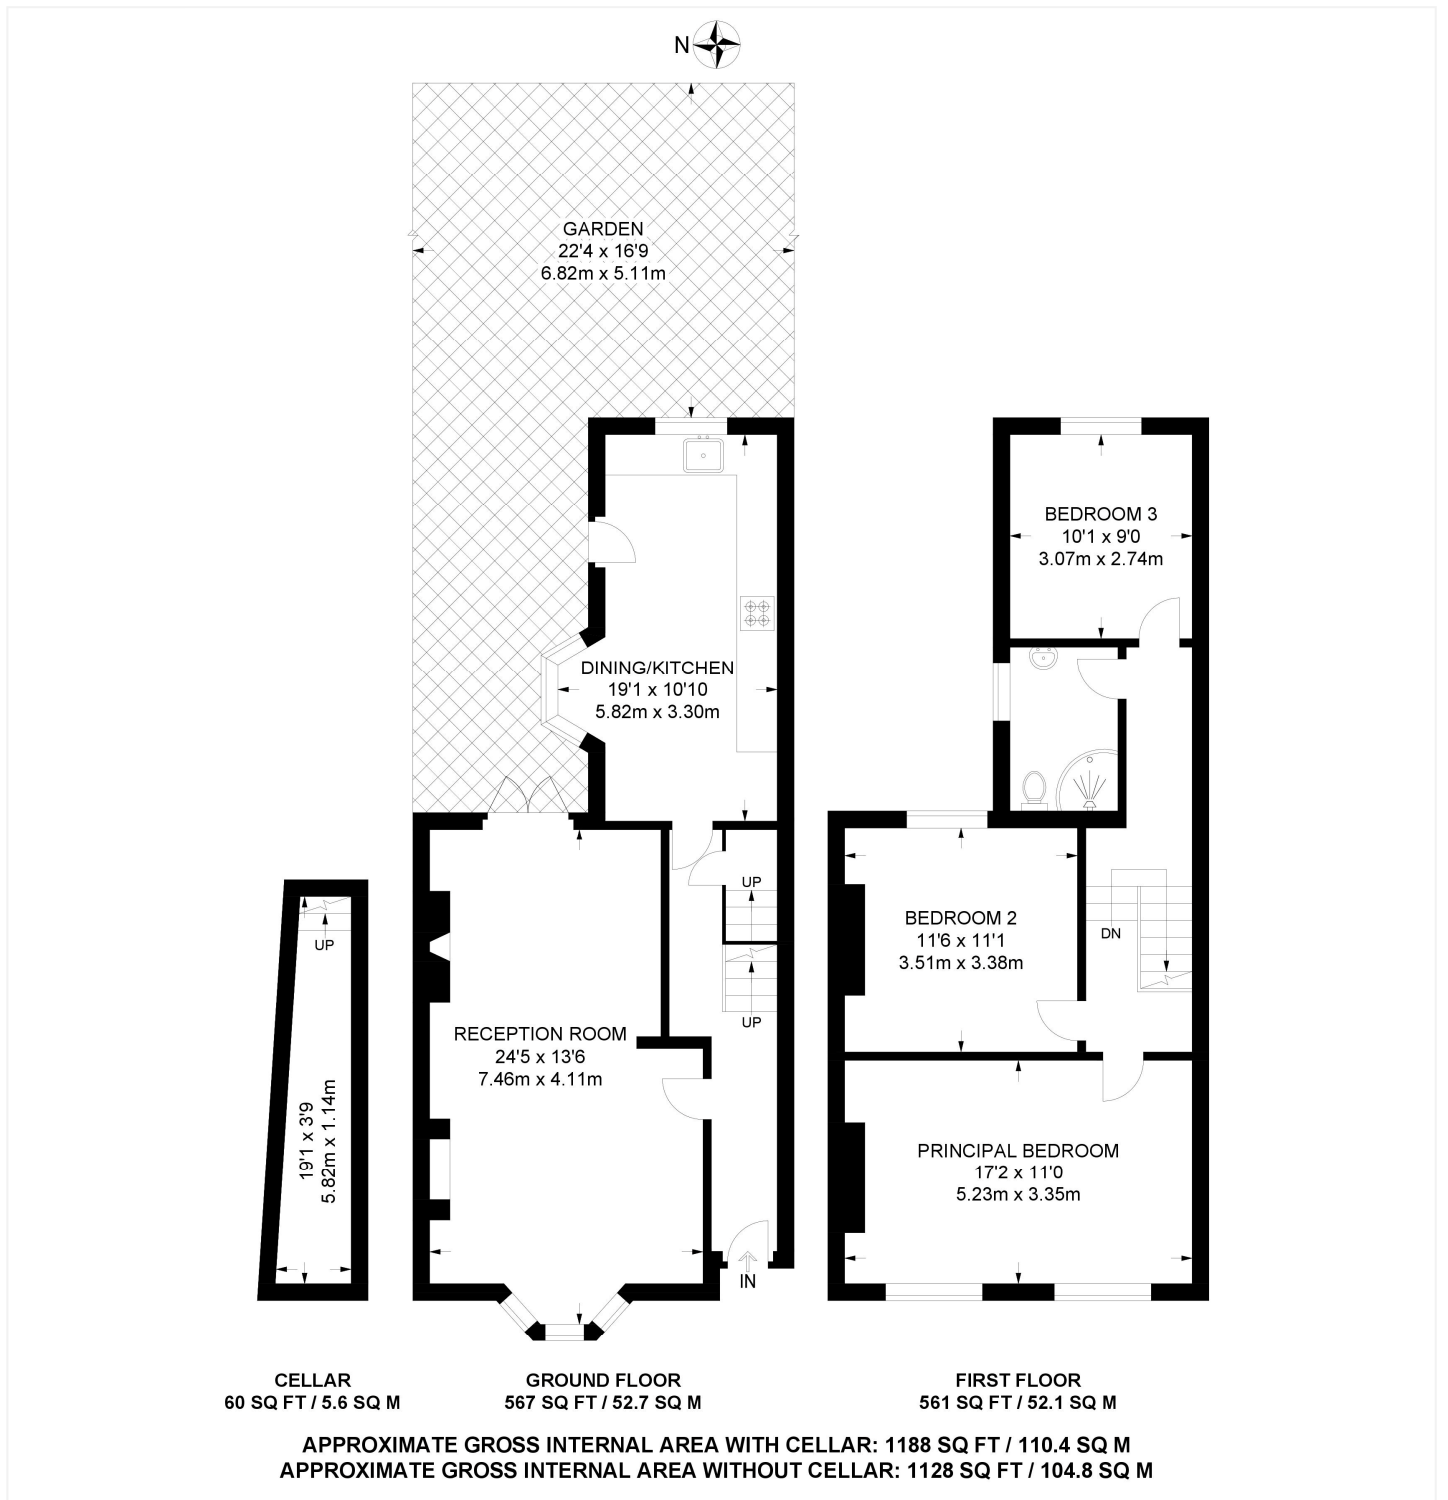 N
GARDEN
22'4 x 16'9
6.82m x 5.11m
BEDROOM 3
10'1 x 9'0
3.07m x 2.74m
DINING/KITCHEN
19'1 x 10'10
5.82m x 3.30m
UP
UP
UP
19'1 x 3'9
5.82m x 1.14m
RECEPTION ROOM
24'5 x 13'6
7.46m x 4.11m
IN
BEDROOM 2
11'6 x 11'1
3.51m x 3.38m
DN
PRINCIPAL BEDROOM
17'2 x 11'0
5.23m x 3.35m
CELLAR
60 SQ FT / 5.6 SQ M
GROUND FLOOR
567 SQ FT / 52.7 SQ M
FIRST FLOOR
561 SQ FT / 52.1 SQ M
APPROXIMATE GROSS INTERNAL AREA WITH CELLAR: 1188 SQ FT / 110.4 SQ M
APPROXIMATE GROSS INTERNAL AREA WITHOUT CELLAR: 1128 SQ FT / 104.8 SQ M